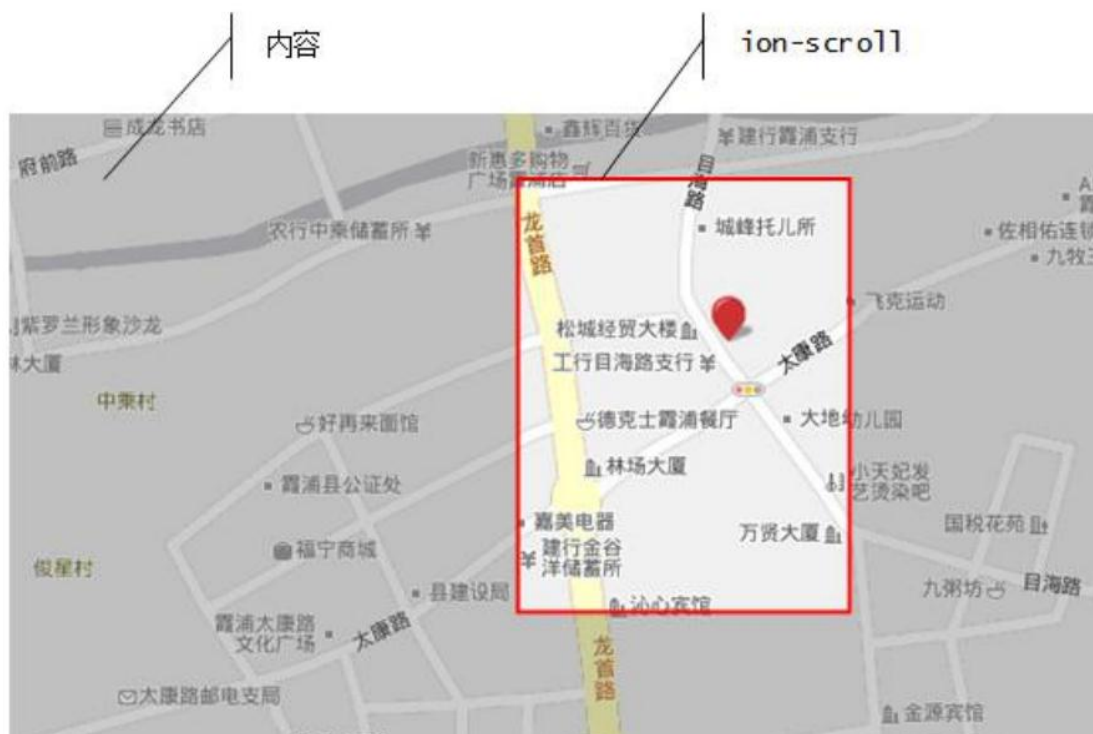 内容
ion-scroll
成龙书店
鑫辉百货
建行霞浦支行
府前路
新惠多购物
广场霞浦店
目海路
A
霞
农行中乘储蓄所
龙首路
城峰托儿所
佐相佑连锁
九牧王
紫罗兰形象沙龙
飞克运动
松城经贸大楼
林大厦
工行目海路支行
太康路
中乘村
好再来面馆
德克士霞浦餐厅
大地幼儿园
林场大厦
霞浦县公证处
小天妃发
艺烫染吧
嘉美电器
万贤大厦
国税花苑
福宁商城
建行金谷
洋储蓄所
俊星村
县建设局
九粥坊
目海路
沁心宾馆
霞浦太康路
文化广场
太康路
龙首路
太康路邮电支局
金源宾馆